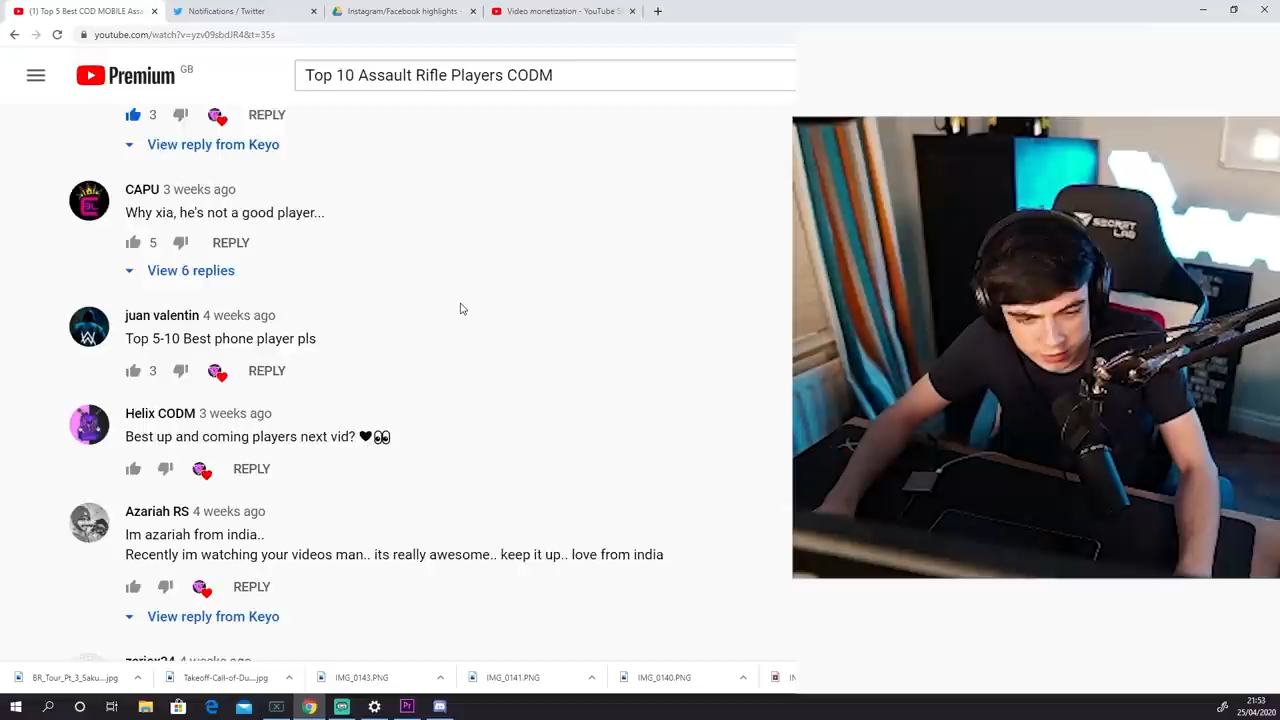 (1) Top 5 Best COD MOBILE Assa
Notifications / Twitter
Instagram/Facebook highlights -
Video monetization - YouTube S
youtube.com/watch?v=yzv09sbdJR4&t=35s
Premium GB
Top 10 Assault Rifle Players CODM
3 REPLY
View reply from Keyo
CAPU 3 weeks ago
Why xia, he's not a good player...
5 REPLY
View 6 replies
juan valentin 4 weeks ago
Top 5-10 Best phone player pls
3 REPLY
Helix CODM 3 weeks ago
Best up and coming players next vid? ❤👀
REPLY
Azariah RS 4 weeks ago
Im azariah from india..
Recently im watching your videos man.. its really awesome.. keep it up.. love from india
REPLY
View reply from Keyo
4 weeks ago
BR_Tour_Pt_3_Saku....jpg
Takeoff-Call-of-Du....jpg
IMG_0143.PNG
IMG_0141.PNG
IMG_0140.PNG
SECRET
LAB
21:53
25/04/2020